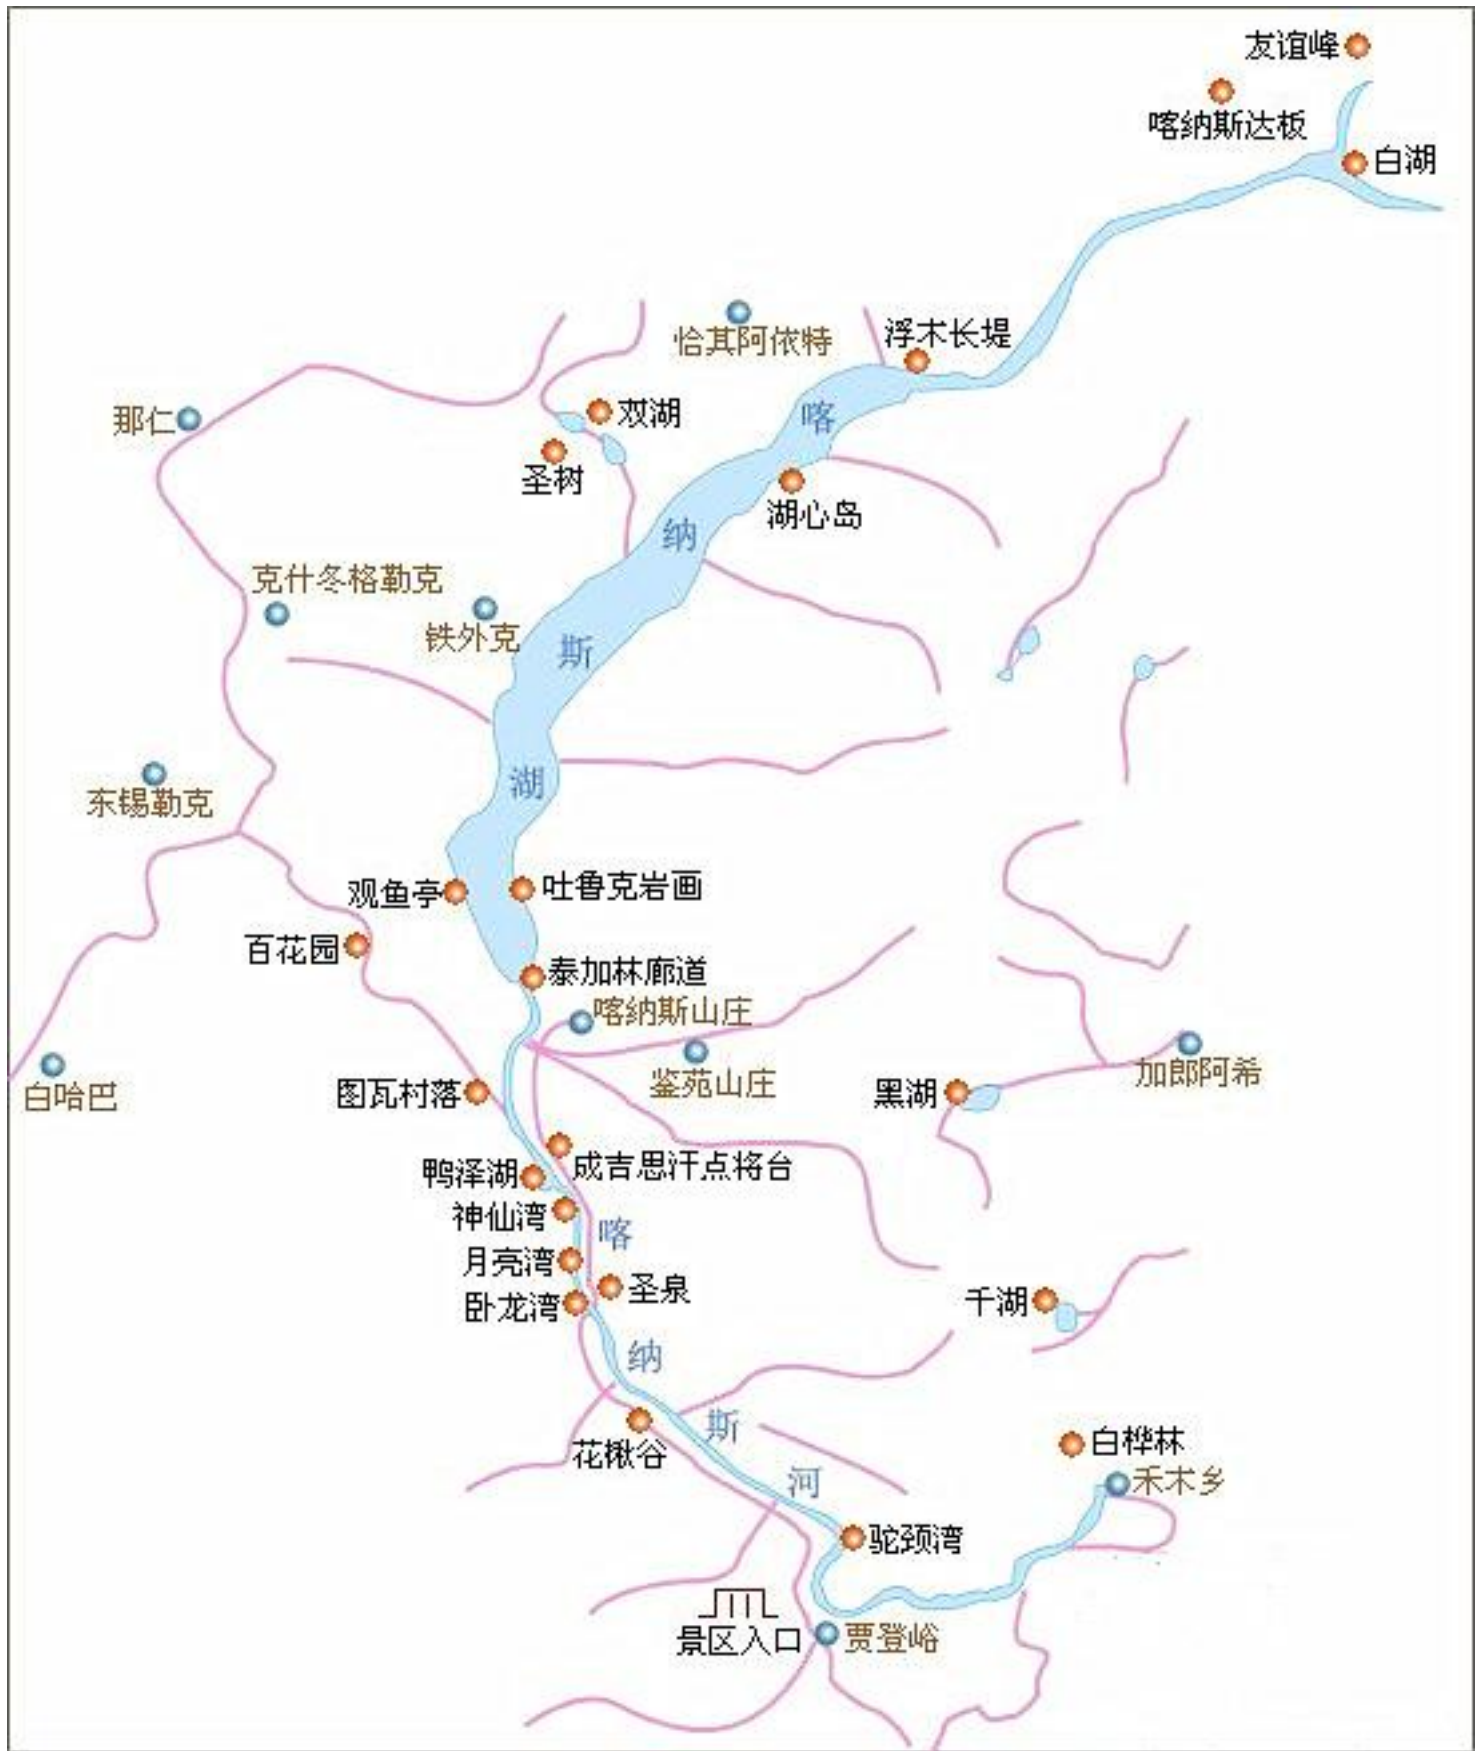 友谊峰
喀纳斯达板
白湖
恰其阿依特
浮木长堤
那仁
双湖
喀
圣树
湖心岛
纳
克什冬格勒克
铁外克
斯
湖
东锡勒克
观鱼亭
吐鲁克岩画
百花园
泰加林廊道
喀纳斯山庄
鉴苑山庄
加郎阿希
白哈巴
图瓦村落
黑湖
成吉思汗点将台
鸭泽湖
神仙湾
喀
月亮湾
圣泉
卧龙湾
千湖
纳
斯
白桦林
花楸谷
河
禾木乡
驼颈湾
景区入口
贾登峪